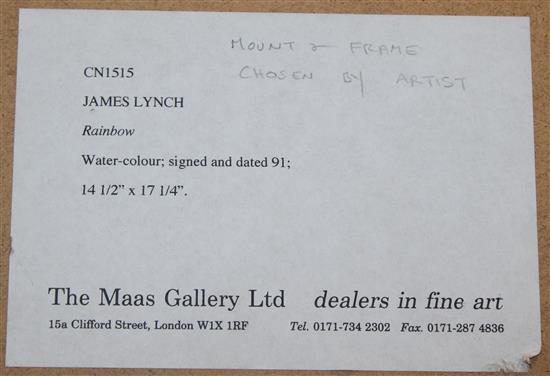 MOUNT & FRAME
CHOSEN BY ARTIST
CN1515
JAMES LYNCH
Rainbow
Water-colour; signed and dated 91;
14 1/2” x 17 1/4”.
The Maas Gallery Ltd dealers in fine art
15a Clifford Street, London W1X 1RF Tel. 0171-734 2302 Fax. 0171-287 4836